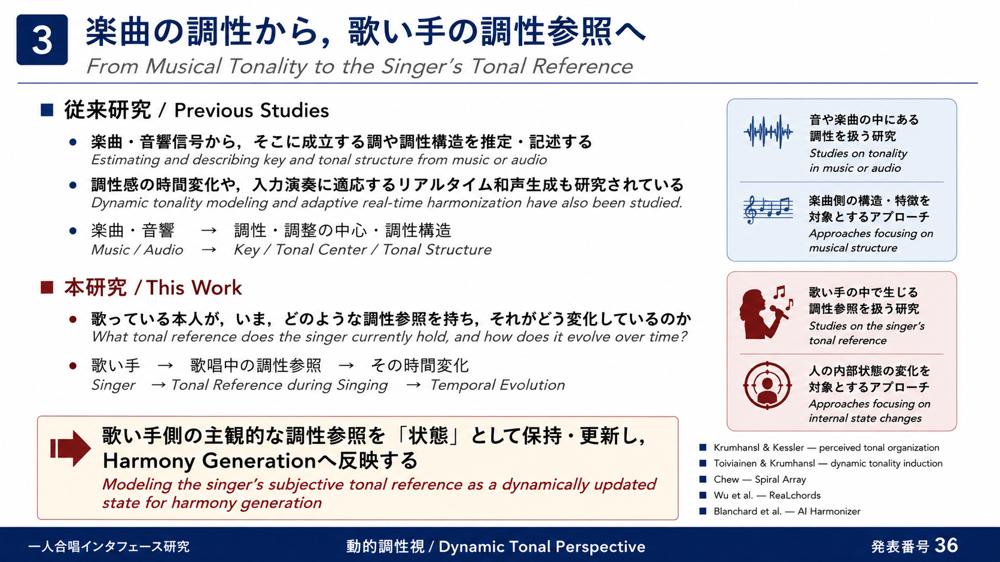 3
楽曲の調性から，歌い手の調性参照へ
From Musical Tonality to the Singer's Tonal Reference
■ 従来研究 / Previous Studies
● 楽曲・音響信号から，そこに成立する調や調性構造を推定・記述する
Estimating and describing key and tonal structure from music or audio
● 調性感の時間変化や，入力演奏に適応するリアルタイム和声生成も研究されている
Dynamic tonality modeling and adaptive real-time harmonization have also been studied.
● 楽曲・音響 → 調性・調整の中心・調性構造
Music / Audio → Key / Tonal Center / Tonal Structure
■ 本研究 / This Work
● 歌っている本人が，いま，どのような調性参照を持ち，それがどう変化しているのか
What tonal reference does the singer currently hold, and how does it evolve over time?
● 歌い手 → 歌唱中の調性参照 → その時間変化
Singer → Tonal Reference during Singing → Temporal Evolution
歌い手側の主観的な調性参照を「状態」として保持・更新し，
Harmony Generationへ反映する
Modeling the singer's subjective tonal reference as a dynamically updated
state for harmony generation
音や楽曲の中にある
調性を扱う研究
Studies on tonality
in music or audio
楽曲側の構造・特徴を
対象とするアプローチ
Approaches focusing on
musical structure
歌い手の中で生じる
調性参照を扱う研究
Studies on the singer's
tonal reference
人の内部状態の変化を
対象とするアプローチ
Approaches focusing on
internal state changes
■ Krumhansl & Kessler — perceived tonal organization
■ Toiviainen & Krumhansl — dynamic tonality induction
■ Chew — Spiral Array
■ Wu et al. — ReaLchords
■ Blanchard et al. — AI Harmonizer
一人合唱インタフェース研究
動的調性視 / Dynamic Tonal Perspective
発表番号 36